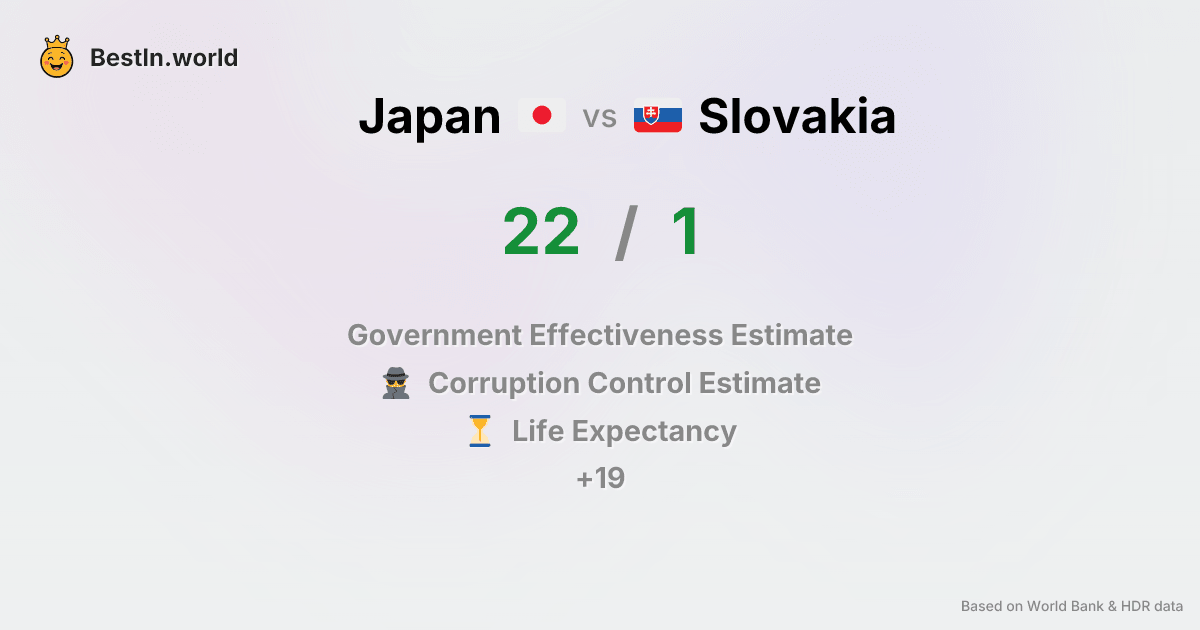 BestIn.world
Japan vs Slovakia
22 / 1
Government Effectiveness Estimate
Corruption Control Estimate
Life Expectancy
+19
Based on World Bank & HDR data